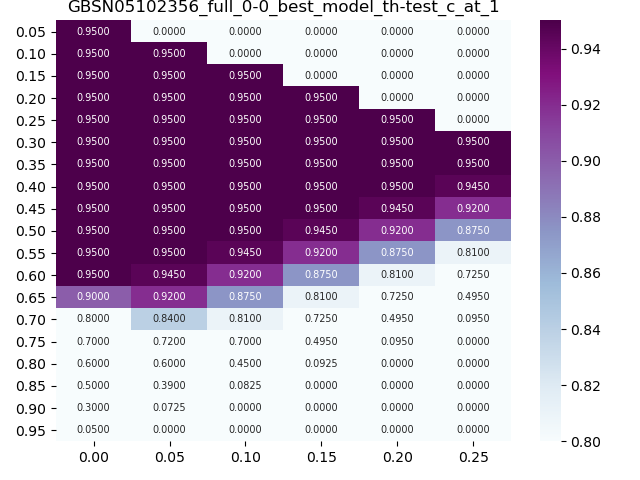 GBSN05102356_full_0-0_best_model_th-test_c_at_1
0.05 0.9500 0.0000 0.0000 0.0000 0.0000 0.0000
0.10 0.9500 0.9500 0.0000 0.0000 0.0000 0.0000
0.15 0.9500 0.9500 0.9500 0.0000 0.0000 0.0000
0.20 0.9500 0.9500 0.9500 0.9500 0.0000 0.0000
0.25 0.9500 0.9500 0.9500 0.9500 0.9500 0.0000
0.30 0.9500 0.9500 0.9500 0.9500 0.9500 0.9500
0.35 0.9500 0.9500 0.9500 0.9500 0.9500 0.9500
0.40 0.9500 0.9500 0.9500 0.9500 0.9500 0.9450
0.45 0.9500 0.9500 0.9500 0.9500 0.9450 0.9200
0.50 0.9500 0.9500 0.9500 0.9450 0.9200 0.8750
0.55 0.9500 0.9500 0.9450 0.9200 0.8750 0.8100
0.60 0.9500 0.9450 0.9200 0.8750 0.8100 0.7250
0.65 0.9000 0.9200 0.8750 0.8100 0.7250 0.4950
0.70 0.8000 0.8400 0.8100 0.7250 0.4950 0.0950
0.75 0.7000 0.7200 0.7000 0.4950 0.0950 0.0000
0.80 0.6000 0.6000 0.4500 0.0925 0.0000 0.0000
0.85 0.5000 0.3900 0.0825 0.0000 0.0000 0.0000
0.90 0.3000 0.0725 0.0000 0.0000 0.0000 0.0000
0.95 0.0500 0.0000 0.0000 0.0000 0.0000 0.0000
0.00 0.05 0.10 0.15 0.20 0.25
0.94
0.92
0.90
0.88
0.86
0.84
0.82
0.80